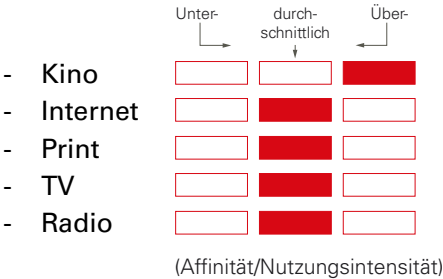 Unter- durch- Über-
schnittlich
- Kino
- Internet
- Print
- TV
- Radio
(Affinität/Nutzungsintensität)